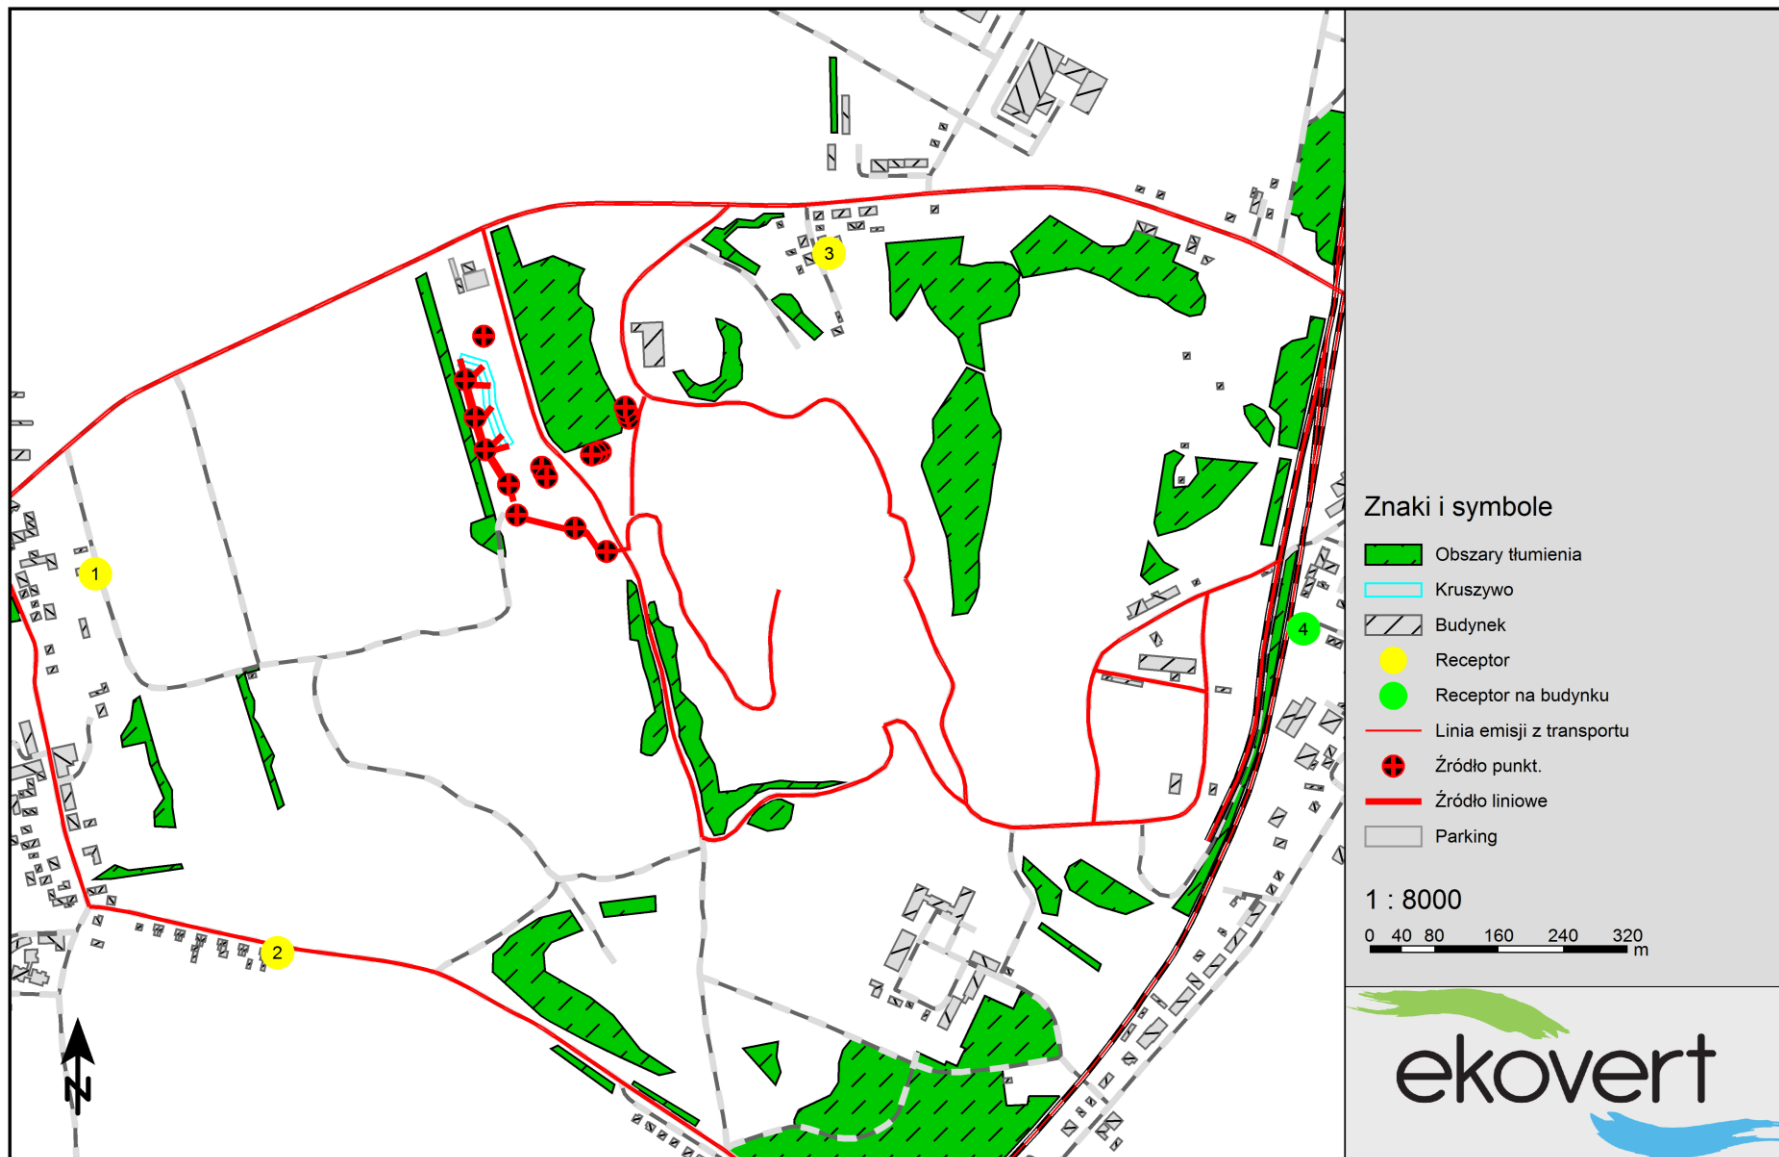 3
1
4
2
N
Znaki i symbole
Obszary tłumienia
Kruszywo
Budynek
Receptor
Receptor na budynku
Linia emisji z transportu
Źródło punkt.
Źródło liniowe
Parking
1 : 8000
0 40 80 160 240 320
m
ekovert